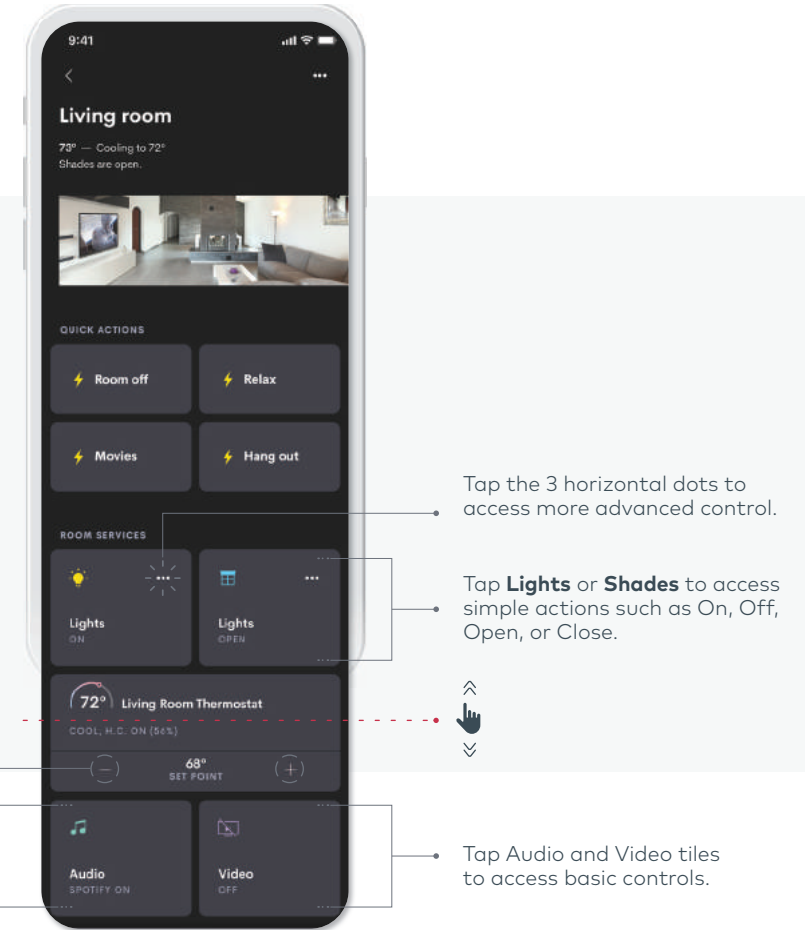 9:41
Living room
73° — Cooling to 72°
Shades are open.
QUICK ACTIONS
Room off
Relax
Movies
Hang out
ROOM SERVICES
Lights
ON
Lights
OPEN
72° Living Room Thermostat
COOL, H.C. ON (56%)
68°
SET POINT
Audio
SPOTIFY ON
Video
OFF
Tap the 3 horizontal dots to
access more advanced control.
Tap Lights or Shades to access
simple actions such as On, Off,
Open, or Close.
Tap Audio and Video tiles
to access basic controls.